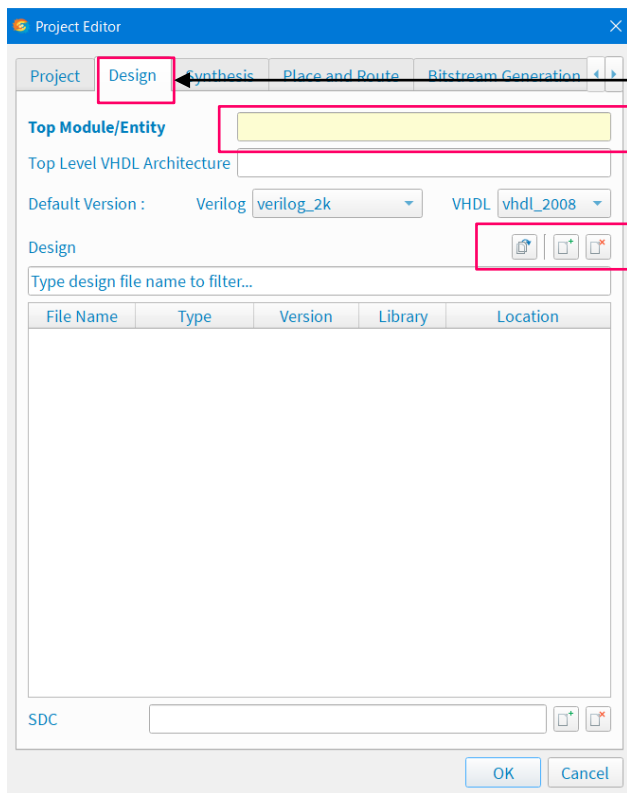 Project Editor
Project Design Synthesis Place and Route Bitstream Generation
Top Module/Entity
Top Level VHDL Architecture
Default Version : Verilog verilog_2k VHDL vhdl_2008
Design
Type design file name to filter...
File Name Type Version Library Location
SDC
OK Cancel